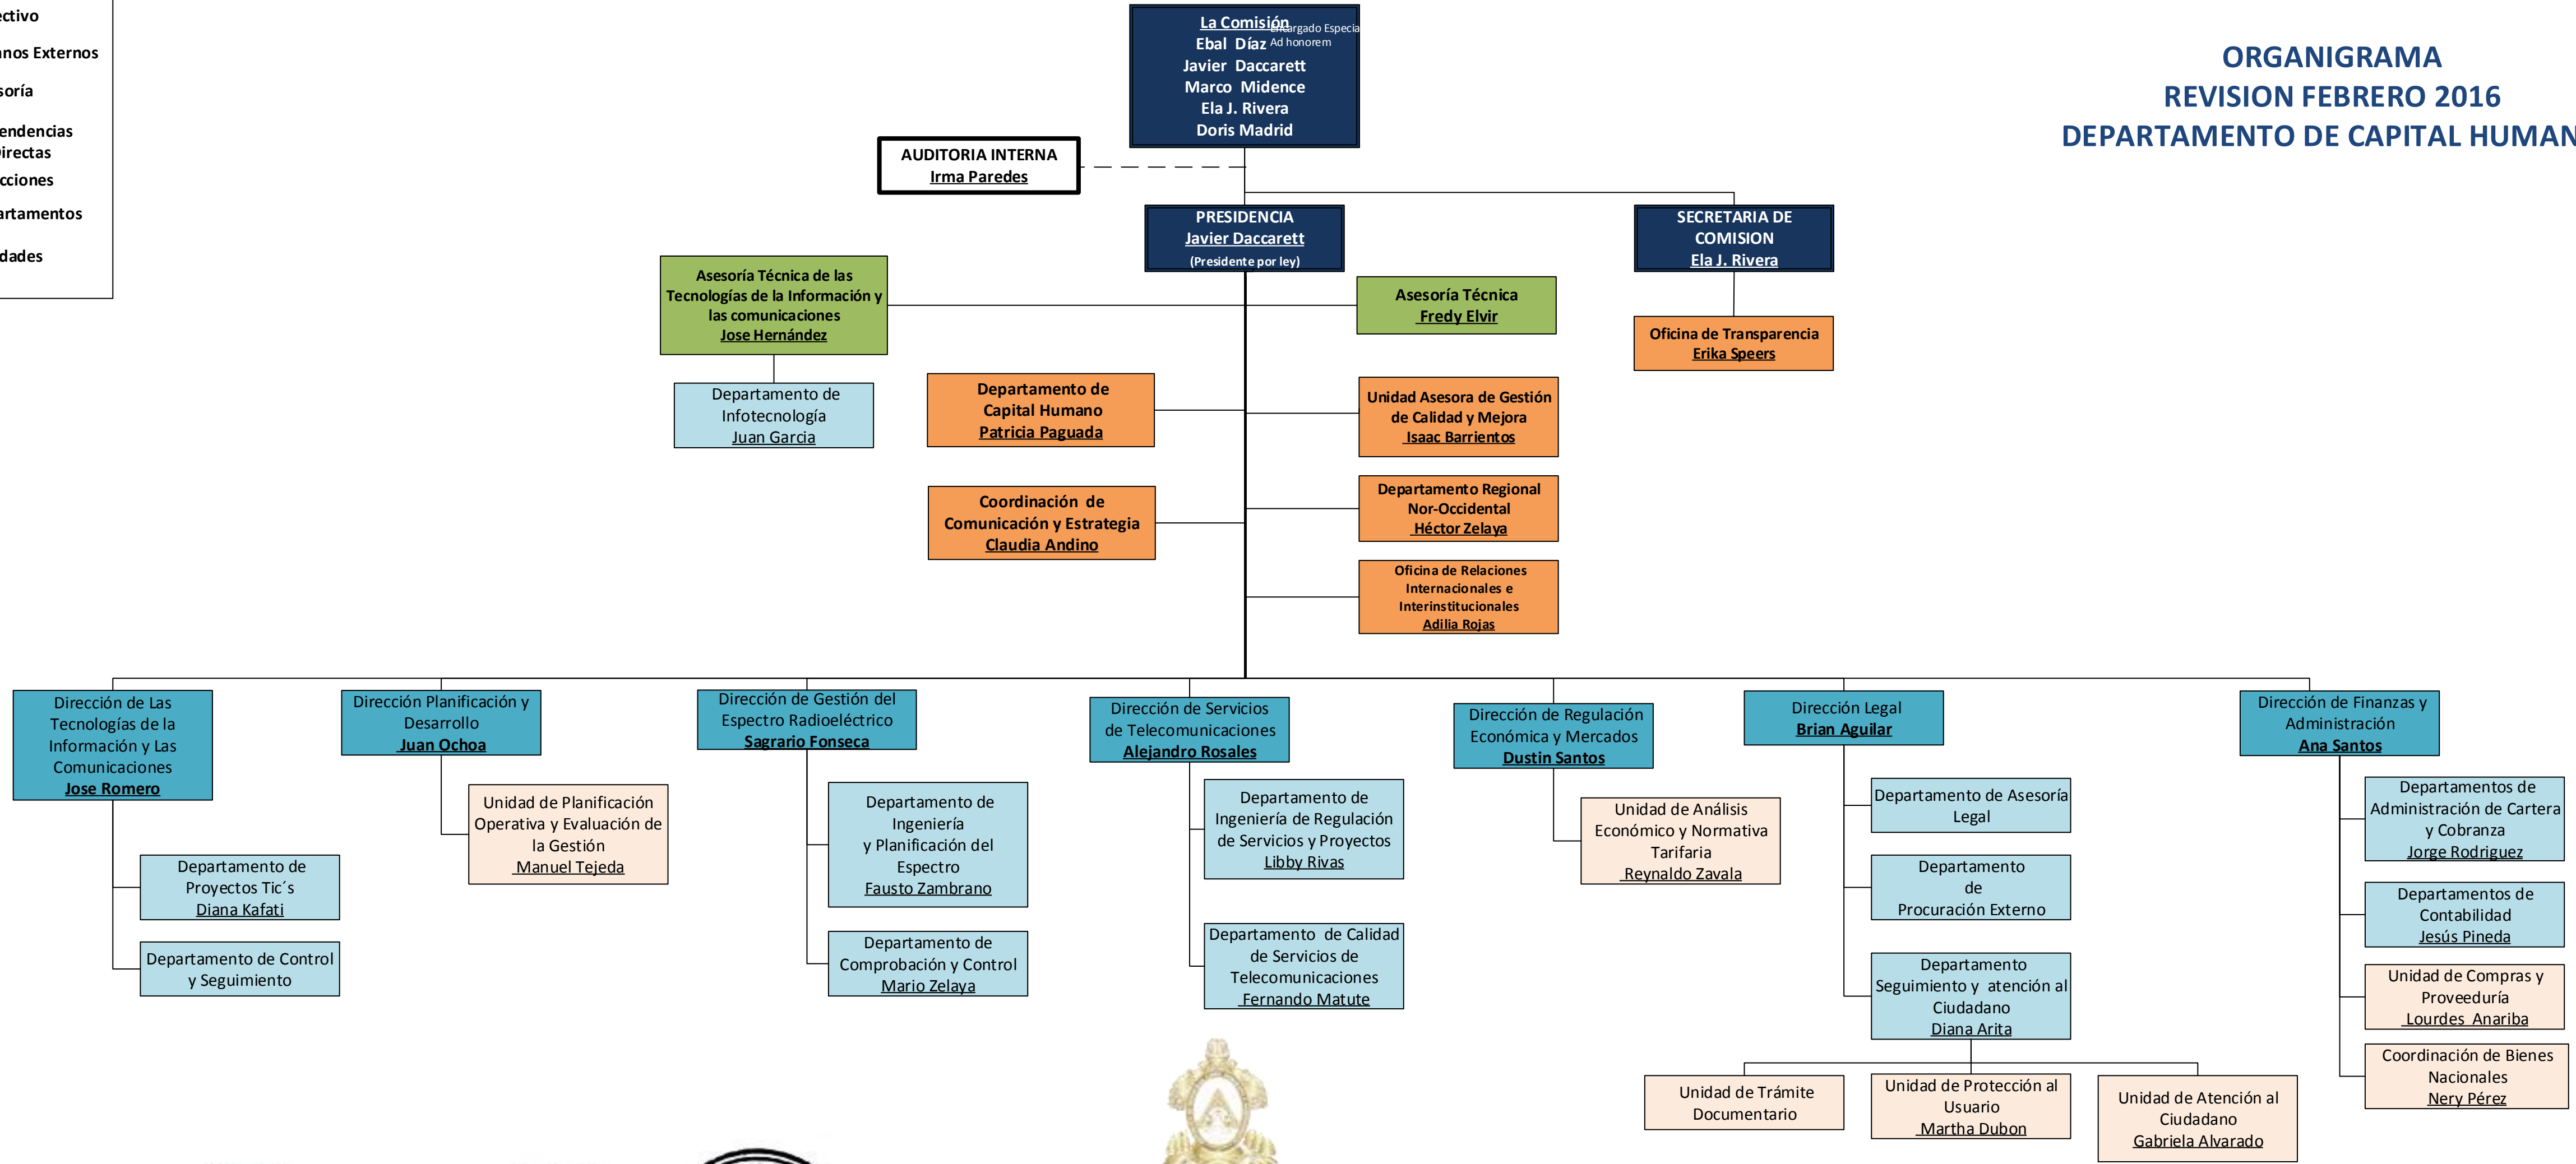 ectivo
nos Externos
soría
endencias
Directas
cciones
artamentos
dades
La Comisión
Encargado Especia
Ad honorem
Ebal Díaz
Javier Daccarett
Marco Midence
Ela J. Rivera
Doris Madrid
ORGANIGRAMA
REVISION FEBRERO 2016
DEPARTAMENTO DE CAPITAL HUMAN
AUDITORIA INTERNA
Irma Paredes
PRESIDENCIA
Javier Daccarett
(Presidente por ley)
SECRETARIA DE
COMISION
Ela J. Rivera
Asesoría Técnica de las
Tecnologías de la Información y
las comunicaciones
Jose Hernández
Asesoría Técnica
Fredy Elvir
Oficina de Transparencia
Erika Speers
Departamento de
Infotecnología
Juan Garcia
Departamento de
Capital Humano
Patricia Paguada
Unidad Asesora de Gestión
de Calidad y Mejora
Isaac Barrientos
Coordinación de
Comunicación y Estrategia
Claudia Andino
Departamento Regional
Nor-Occidental
Héctor Zelaya
Oficina de Relaciones
Internacionales e
Interinstitucionales
Adilia Rojas
Dirección de Las
Tecnologías de la
Información y Las
Comunicaciones
Jose Romero
Departamento de
Proyectos Tic´s
Diana Kafati
Departamento de Control
y Seguimiento
Dirección Planificación y
Desarrollo
Juan Ochoa
Unidad de Planificación
Operativa y Evaluación de
la Gestión
Manuel Tejeda
Dirección de Gestión del
Espectro Radioeléctrico
Sagrario Fonseca
Departamento de
Ingeniería
y Planificación del
Espectro
Fausto Zambrano
Departamento de
Comprobación y Control
Mario Zelaya
Dirección de Servicios
de Telecomunicaciones
Alejandro Rosales
Departamento de
Ingeniería de Regulación
de Servicios y Proyectos
Libby Rivas
Departamento de Calidad
de Servicios de
Telecomunicaciones
Fernando Matute
Dirección de Regulación
Económica y Mercados
Dustin Santos
Unidad de Análisis
Económico y Normativa
Tarifaria
Reynaldo Zavala
Dirección Legal
Brian Aguilar
Departamento de Asesoría
Legal
Departamento
de
Procuración Externo
Departamento
Seguimiento y atención al
Ciudadano
Diana Arita
Unidad de Trámite
Documentario
Unidad de Protección al
Usuario
Martha Dubon
Unidad de Atención al
Ciudadano
Gabriela Alvarado
Dirección de Finanzas y
Administración
Ana Santos
Departamentos de
Administración de Cartera
y Cobranza
Jorge Rodriguez
Departamentos de
Contabilidad
Jesús Pineda
Unidad de Compras y
Proveeduría
Lourdes Anariba
Coordinación de Bienes
Nacionales
Nery Pérez